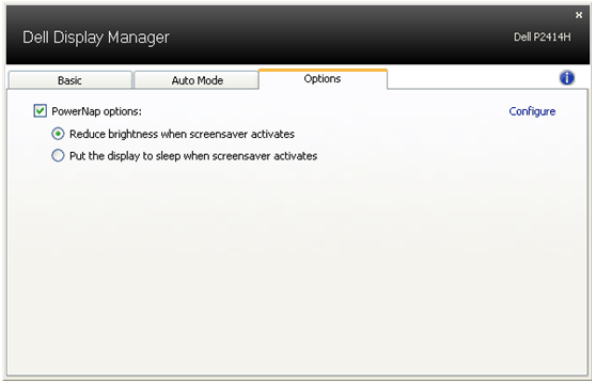 Dell Display Manager
Dell P2414H
Basic
Auto Mode
Options
PowerNap options:
Configure
Reduce brightness when screensaver activates
Put the display to sleep when screensaver activates